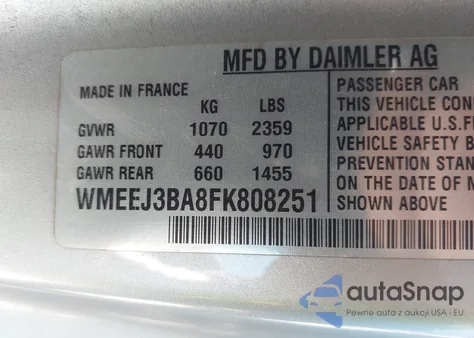 MFD BY DAIMLER AG
MADE IN FRANCE
KG LBS
GVWR 1070 2359
GAWR FRONT 440 970
GAWR REAR 660 1455
WMEEJ3BA8FK808251
PASSENGER CAR
THIS VEHICLE CON
APPLICABLE U.S.F
VEHICLE SAFETY B
PREVENTION STAN
ON THE DATE OF M
SHOWN ABOVE
autoSnap
Pewne auta z aukcji USA - EU